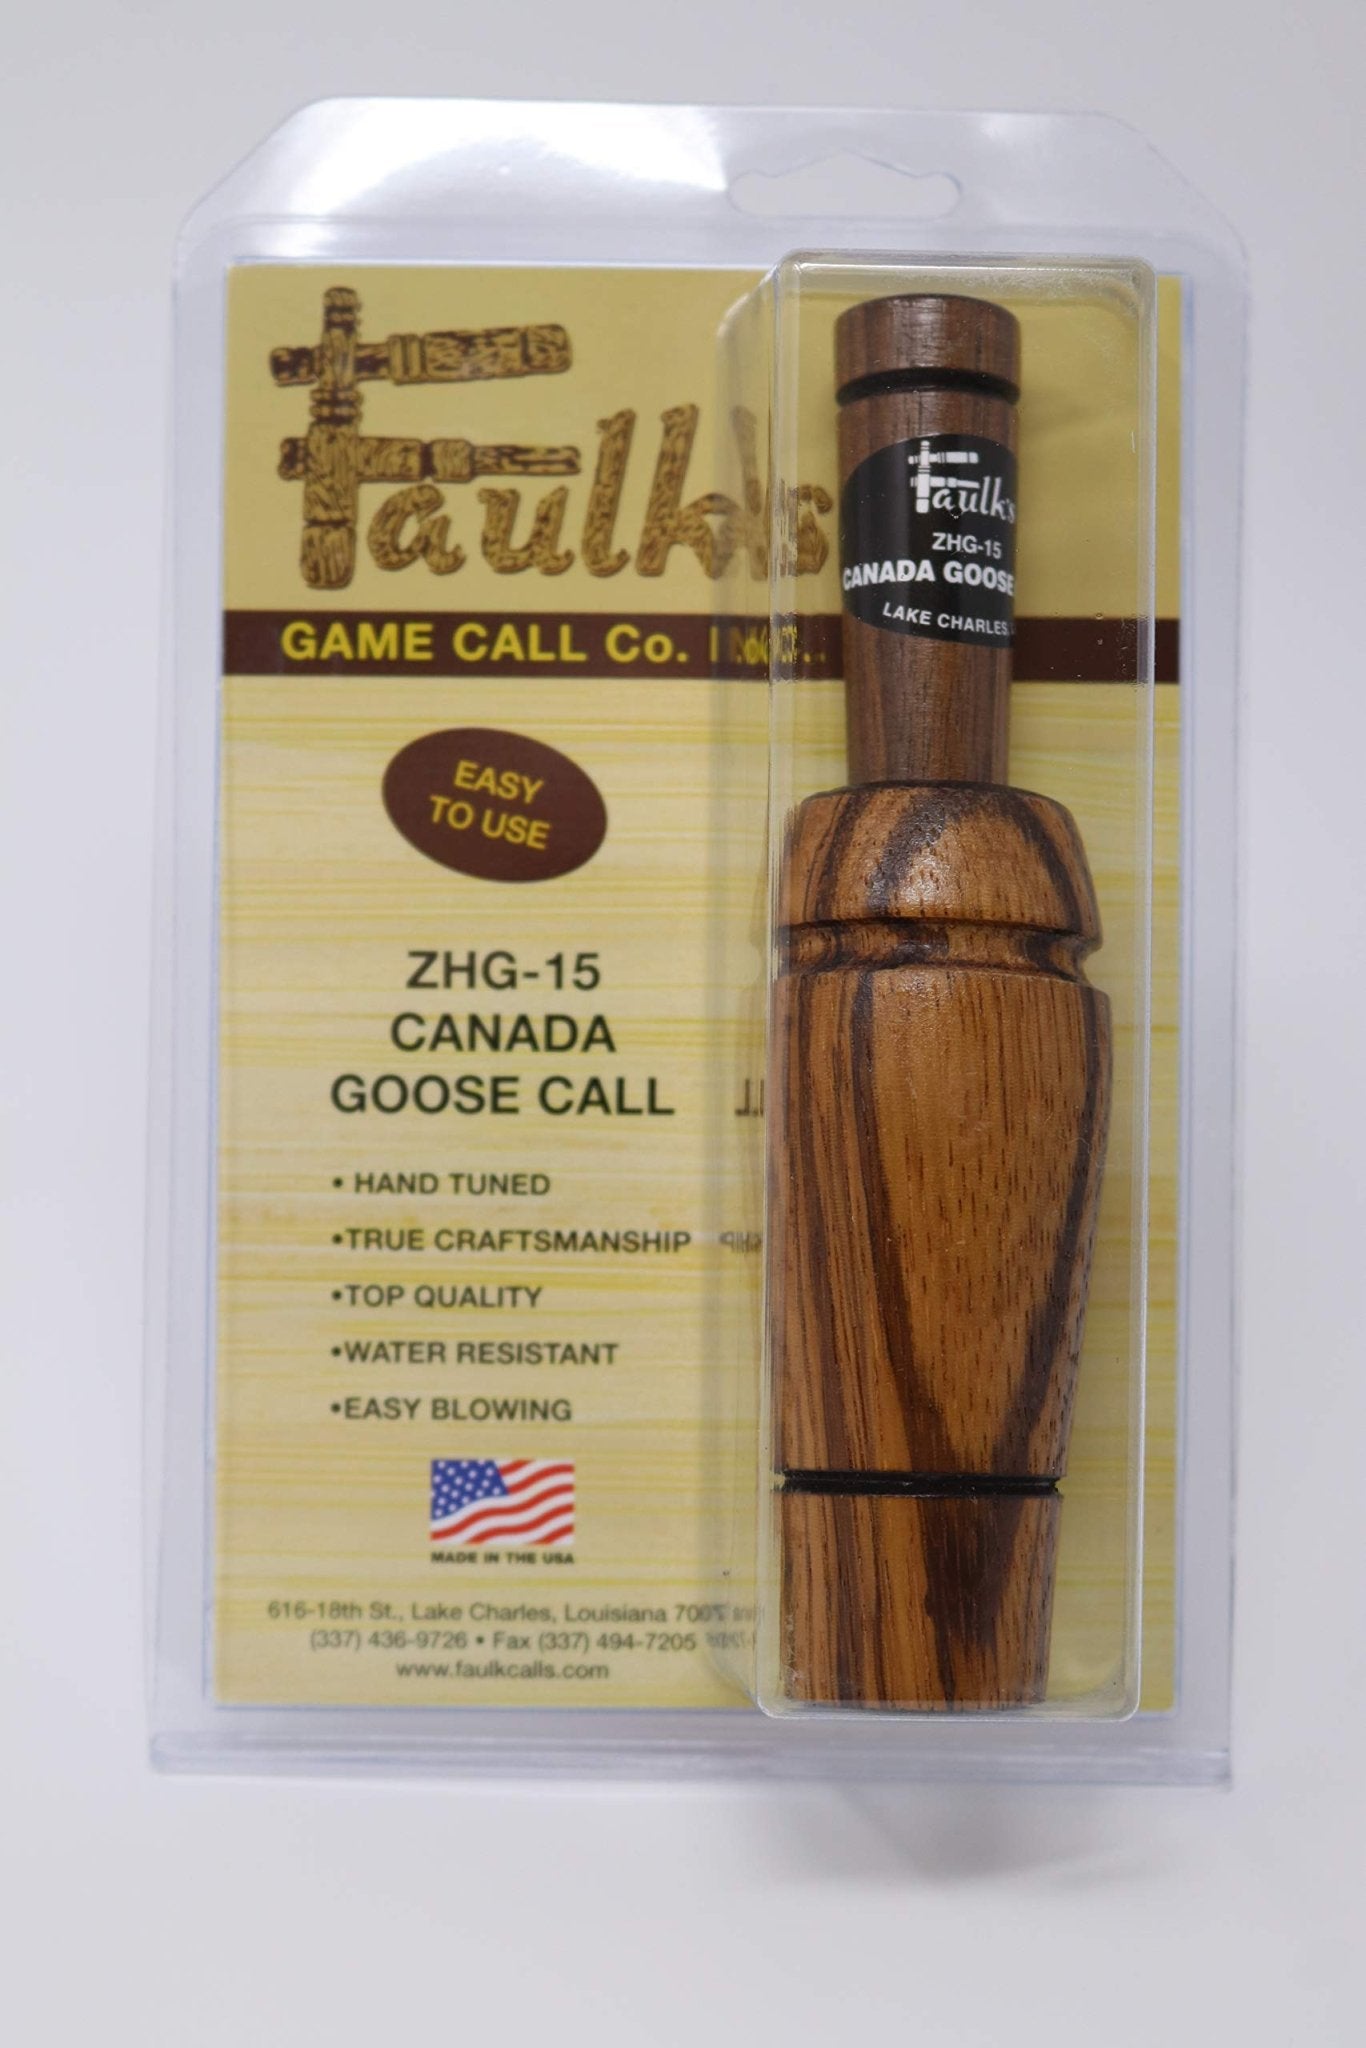 Faulk's
GAME CALL Co. INC.
EASY
TO USE
ZHG-15
CANADA
GOOSE CALL
• HAND TUNED
•TRUE CRAFTSMANSHIP
•TOP QUALITY
•WATER RESISTANT
•EASY BLOWING
MADE IN THE USA
616-18th St., Lake Charles, Louisiana
(337) 436-9726 • Fax (337) 494-7205
www.faulkcalls.com
Faulk's
ZHG-15
CANADA GOOSE
LAKE CHARLES,